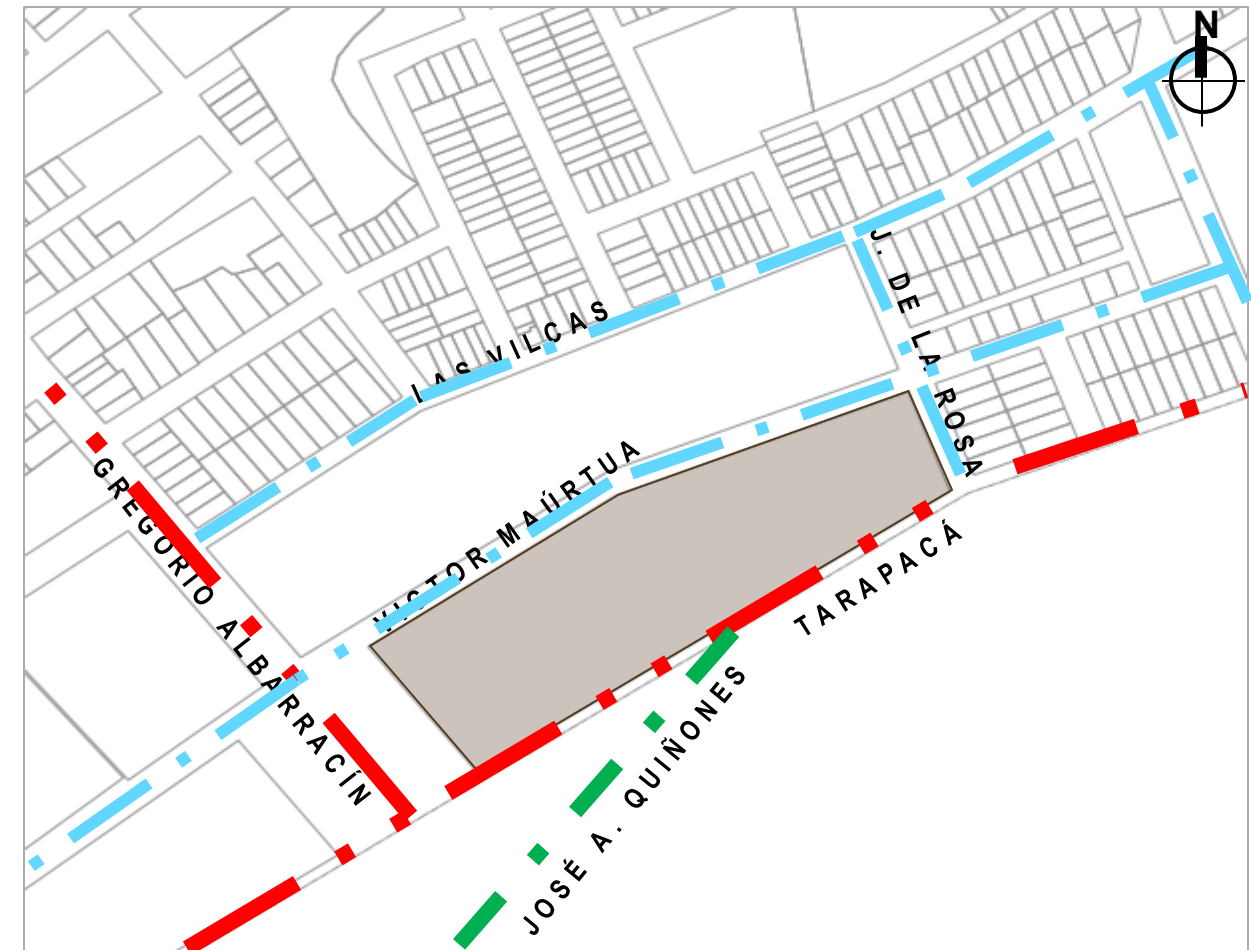 N
J. DE LA ROSA
LAS VILCAS
VICTOR MAÚRTUA
GREGORIO ALBARRACÍN
TARAPACÁ
JOSÉ A. QUIÑONES